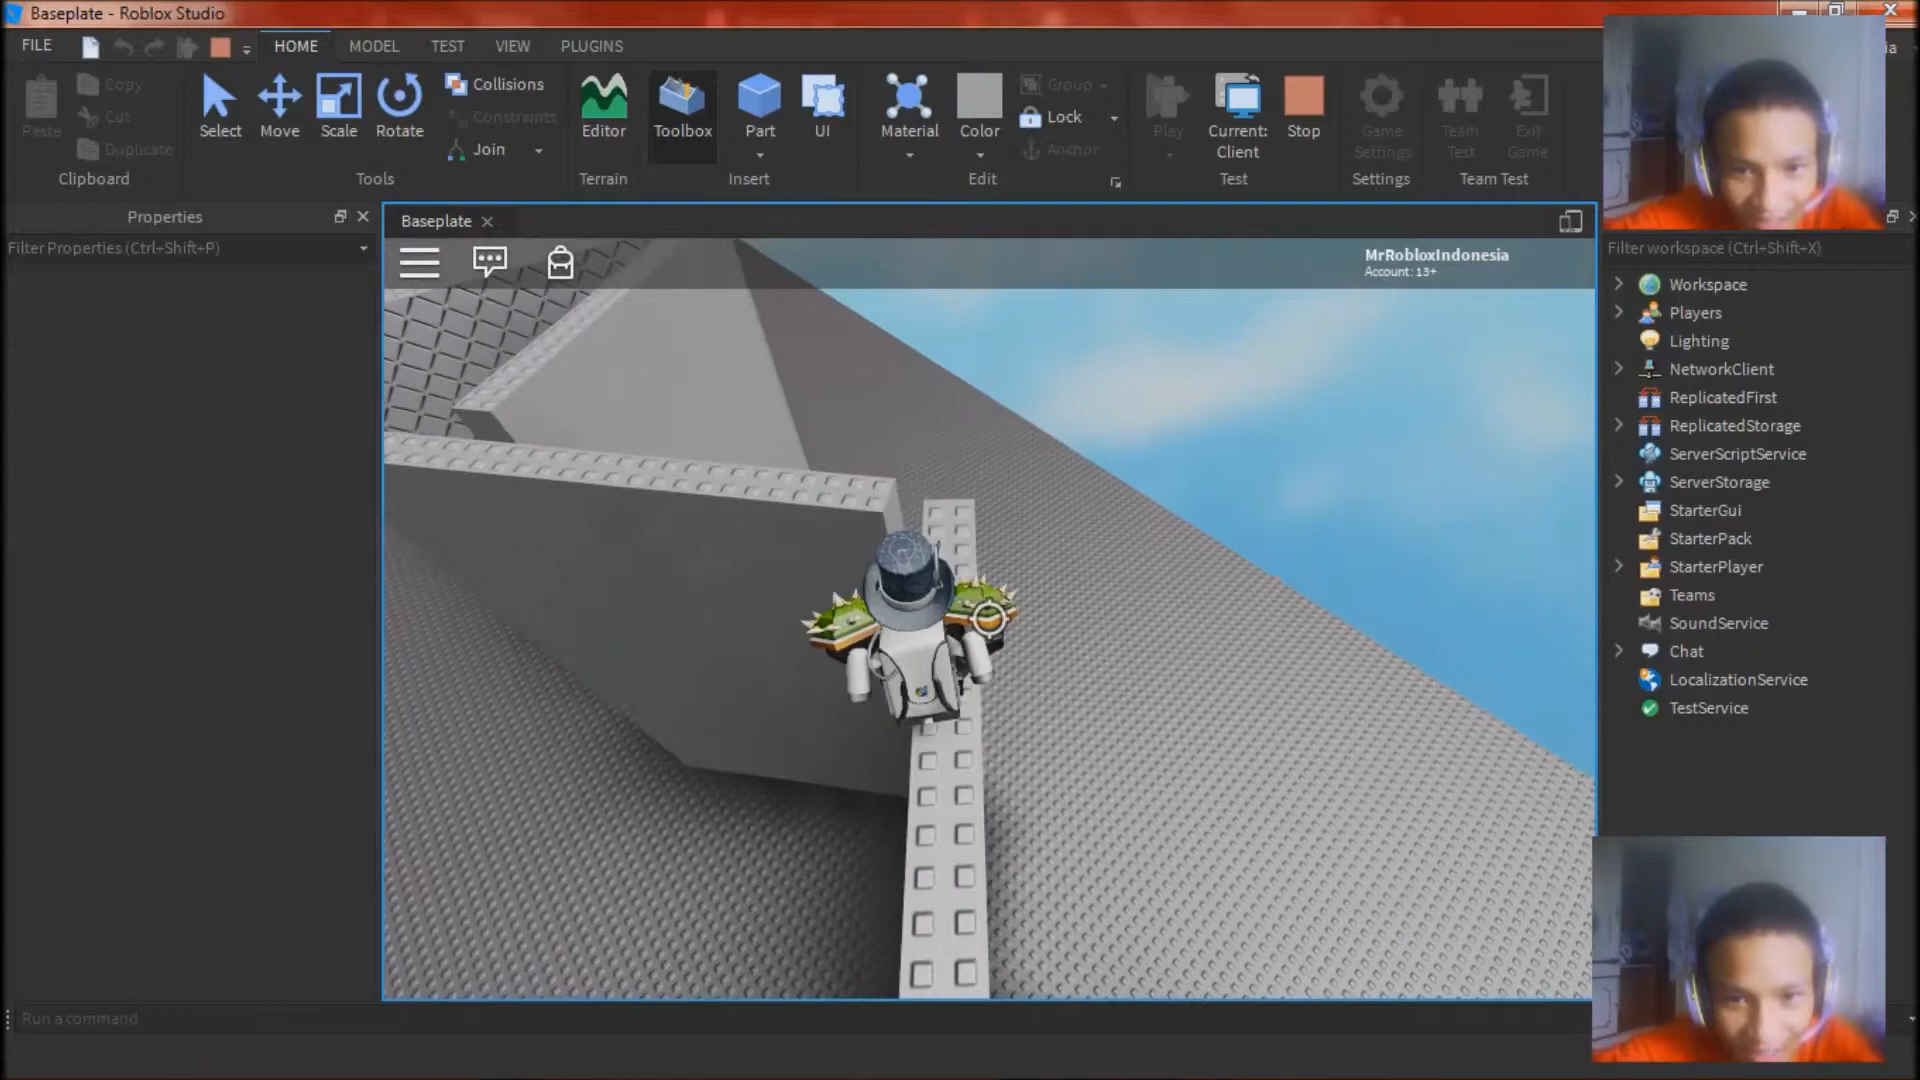 Baseplate - Roblox Studio
FILE HOME MODEL TEST VIEW PLUGINS
Paste
Copy
Cut
Duplicate
Clipboard
Select
Move
Scale
Rotate
Collisions
Constraints
Join
Tools
Editor
Terrain
Toolbox
Part
UI
Insert
Material
Color
Group
Lock
Anchor
Edit
Play
Current:
Client
Stop
Test
Game
Settings
Settings
Team
Test
Exit
Game
Team Test
ia
Properties
Filter Properties (Ctrl+Shift+P)
Baseplate
MrRobloxIndonesia
Account: 13+
Filter workspace (Ctrl+Shift+X)
Workspace
Players
Lighting
NetworkClient
ReplicatedFirst
ReplicatedStorage
ServerScriptService
ServerStorage
StarterGui
StarterPack
StarterPlayer
Teams
SoundService
Chat
LocalizationService
TestService
Run a command